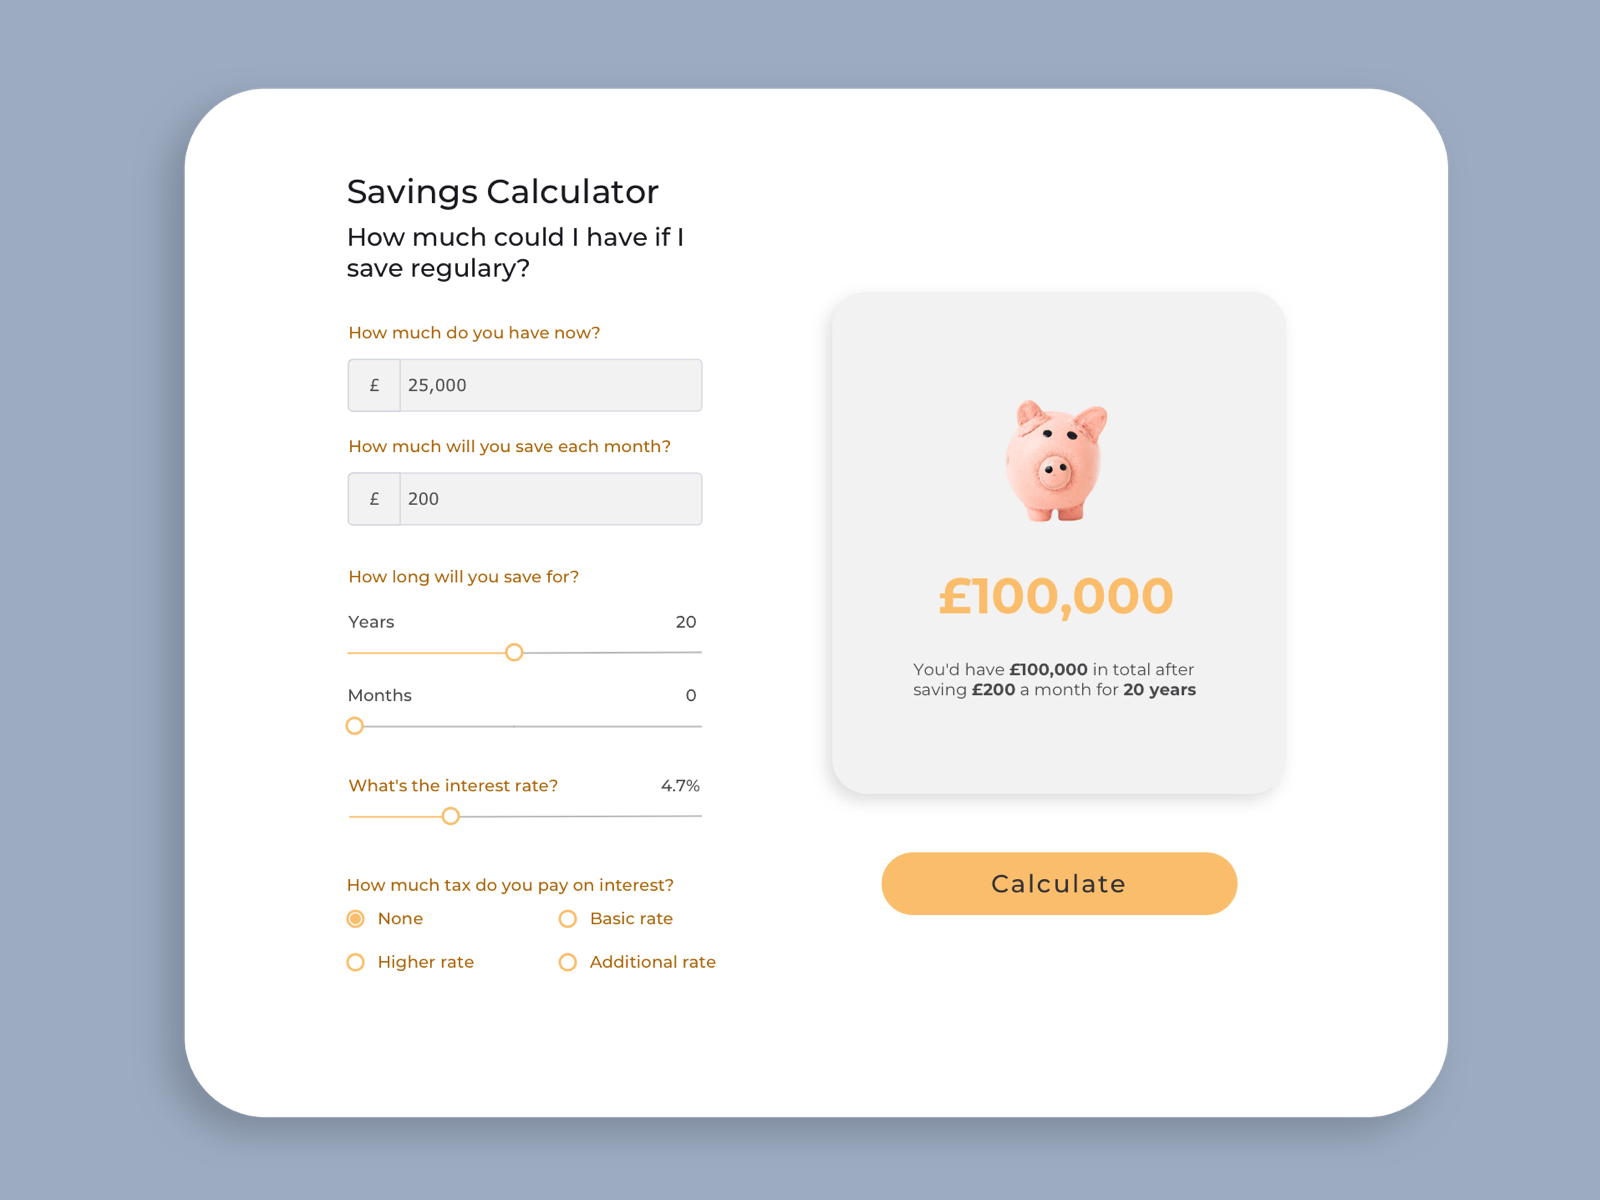 Savings Calculator
How much could I have if I
save regulary?
How much do you have now?
£ 25,000
How much will you save each month?
£ 200
How long will you save for?
Years 20
Months 0
What's the interest rate? 4.7%
How much tax do you pay on interest?
None Basic rate
Higher rate Additional rate
£100,000
You'd have £100,000 in total after
saving £200 a month for 20 years
Calculate